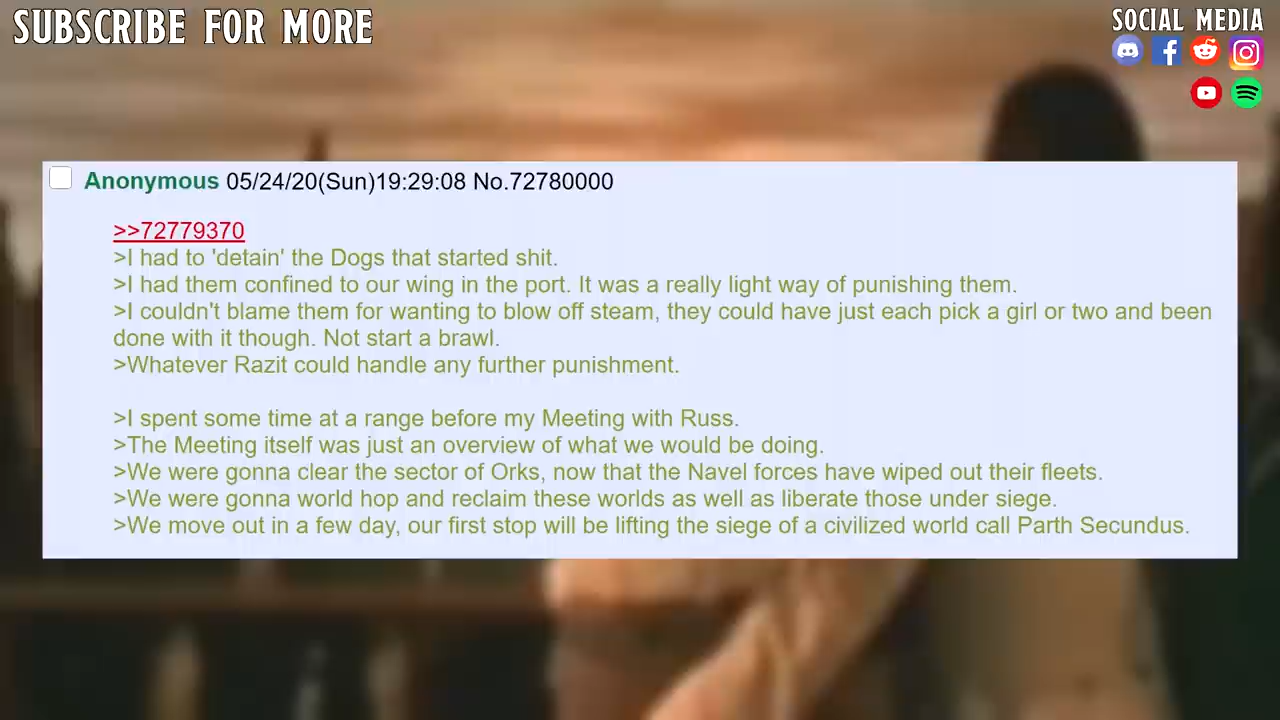 SUBSCRIBE FOR MORE
SOCIAL MEDIA
Anonymous 05/24/20(Sun)19:29:08 No.72780000
>>72779370
>I had to 'detain' the Dogs that started shit.
>I had them confined to our wing in the port. It was a really light way of punishing them.
>I couldn't blame them for wanting to blow off steam, they could have just each pick a girl or two and been
done with it though. Not start a brawl.
>Whatever Razit could handle any further punishment.
>I spent some time at a range before my Meeting with Russ.
>The Meeting itself was just an overview of what we would be doing.
>We were gonna clear the sector of Orks, now that the Navel forces have wiped out their fleets.
>We were gonna world hop and reclaim these worlds as well as liberate those under siege.
>We move out in a few day, our first stop will be lifting the siege of a civilized world call Parth Secundus.